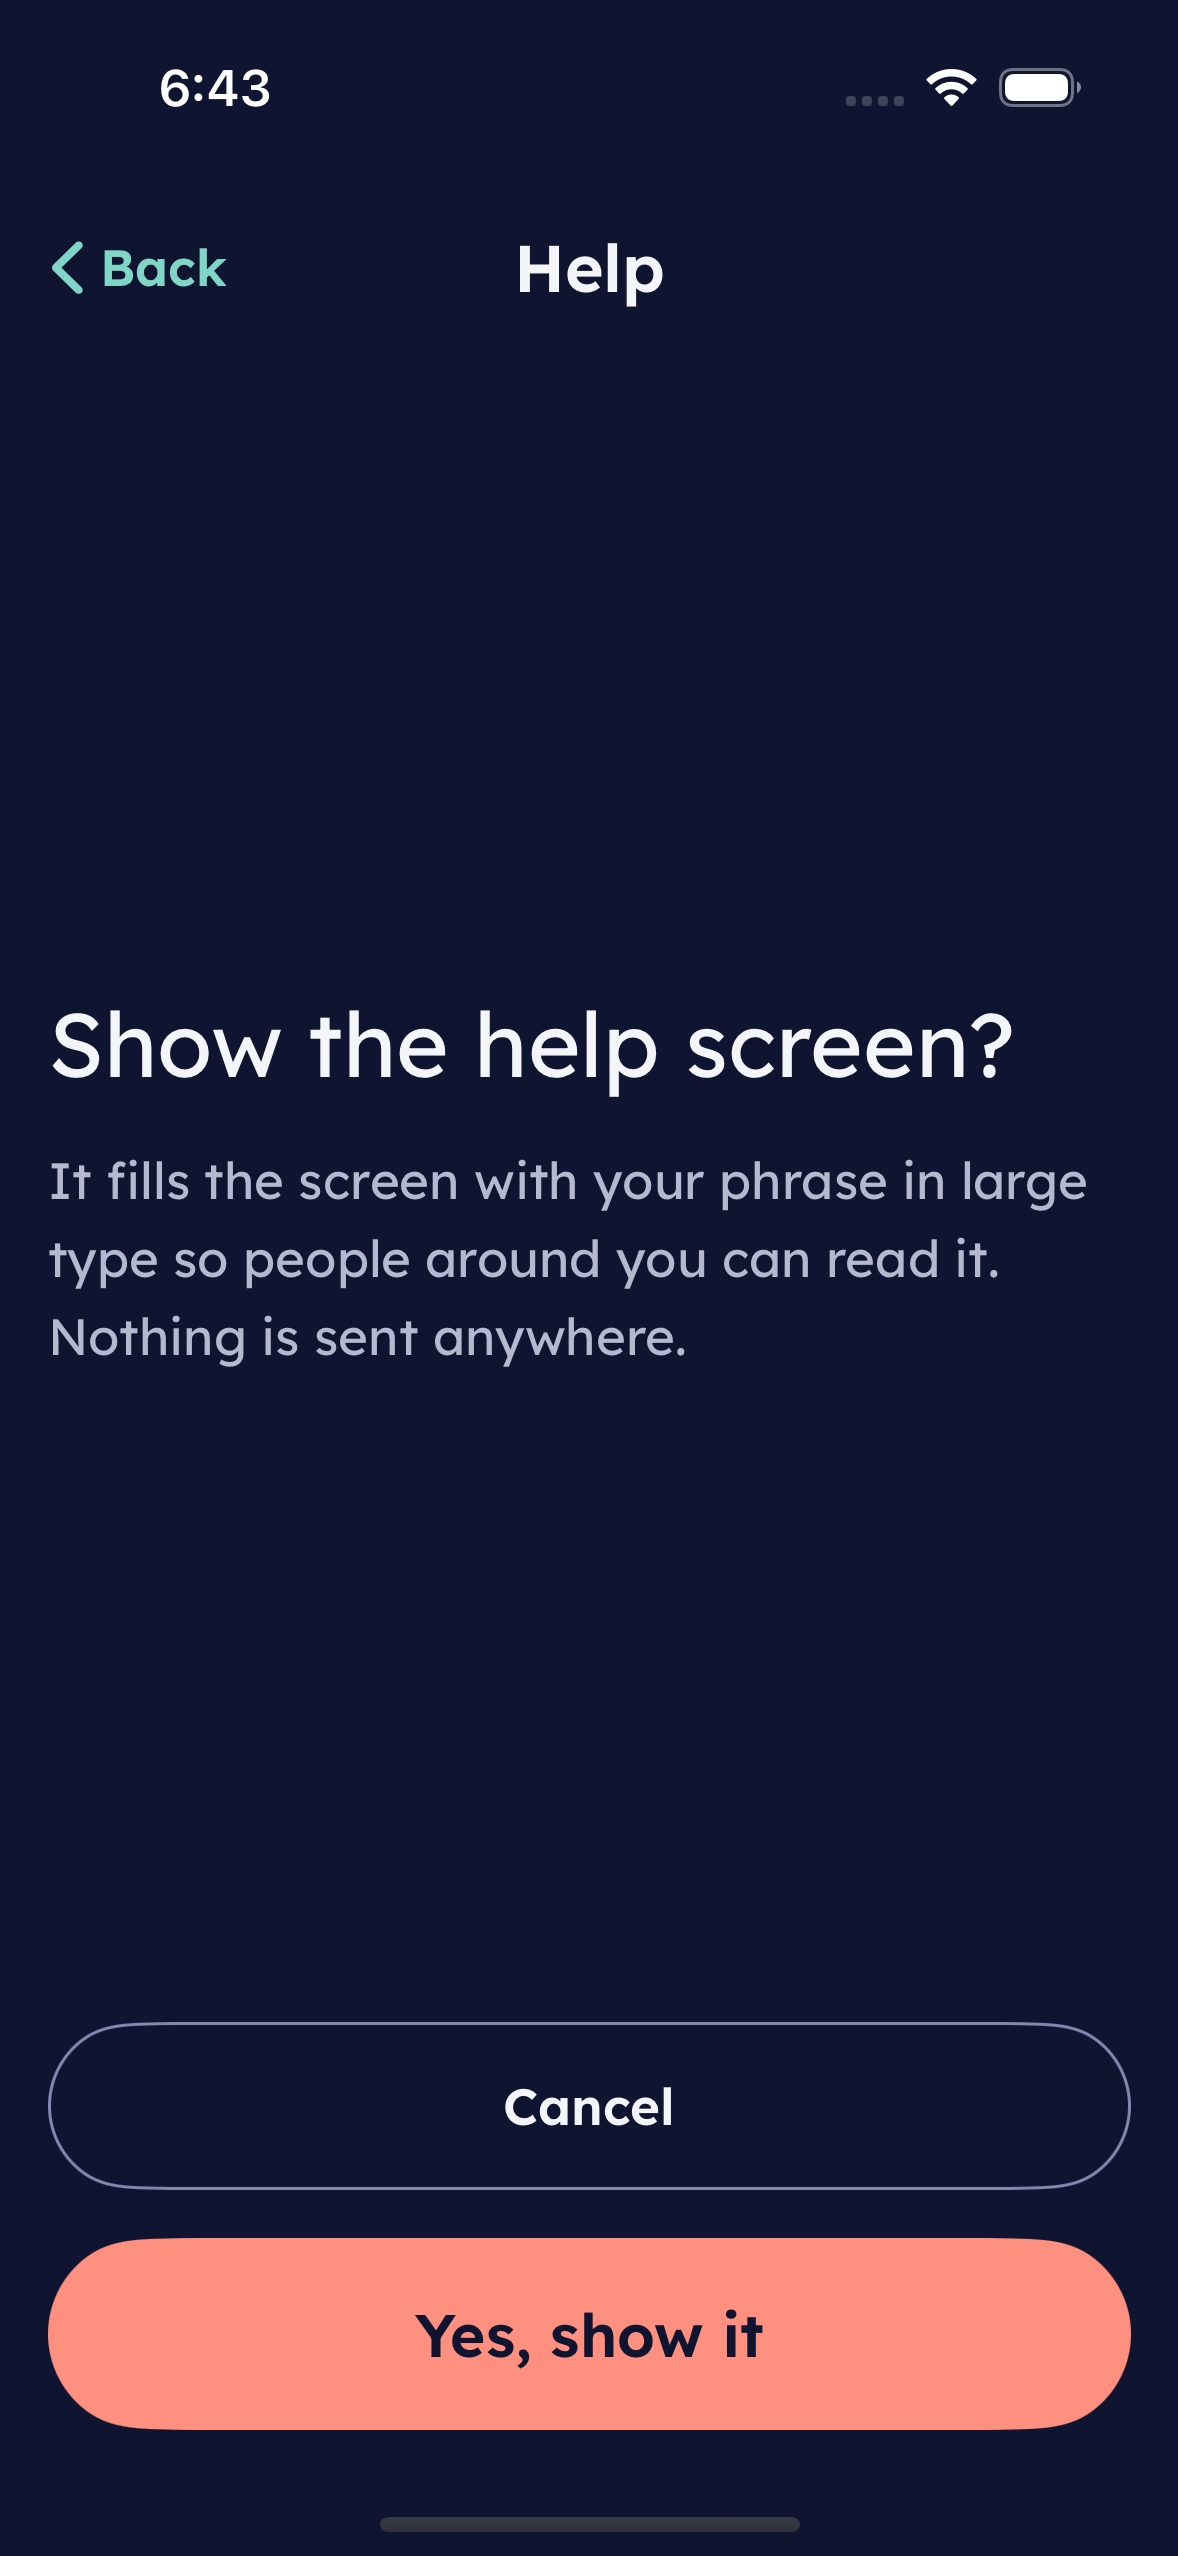 6:43
Back
Help
Show the help screen?
It fills the screen with your phrase in large
type so people around you can read it.
Nothing is sent anywhere.
Cancel
Yes, show it